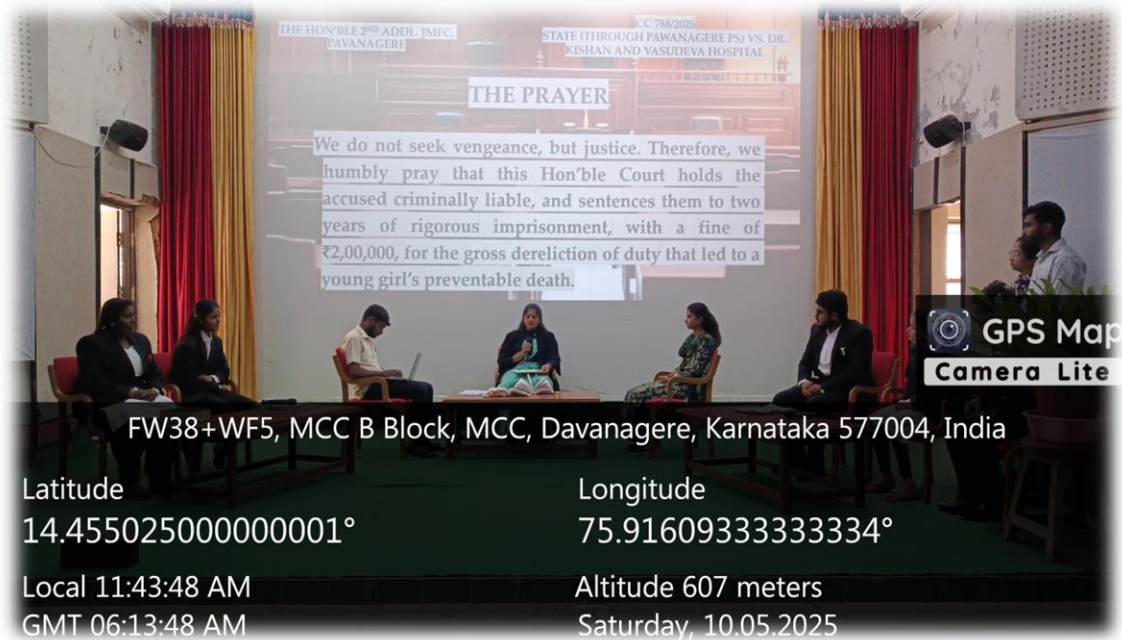 THE HON'BLE 2ND ADDL. JMFC,
PAVANAGERE
CC 788/2025
STATE (THROUGH PAWANAGERE PS) VS. DR.
KISHAN AND VASUDEVA HOSPITAL
THE PRAYER
We do not seek vengeance, but justice. Therefore, we
humbly pray that this Hon'ble Court holds the
accused criminally liable, and sentences them to two
years of rigorous imprisonment, with a fine of
₹2,00,000, for the gross dereliction of duty that led to a
young girl's preventable death.
GPS Map
Camera Lite
FW38+WF5, MCC B Block, MCC, Davanagere, Karnataka 577004, India
Latitude
14.455025000000001°
Longitude
75.91609333333334°
Local 11:43:48 AM
GMT 06:13:48 AM
Altitude 607 meters
Saturday, 10.05.2025